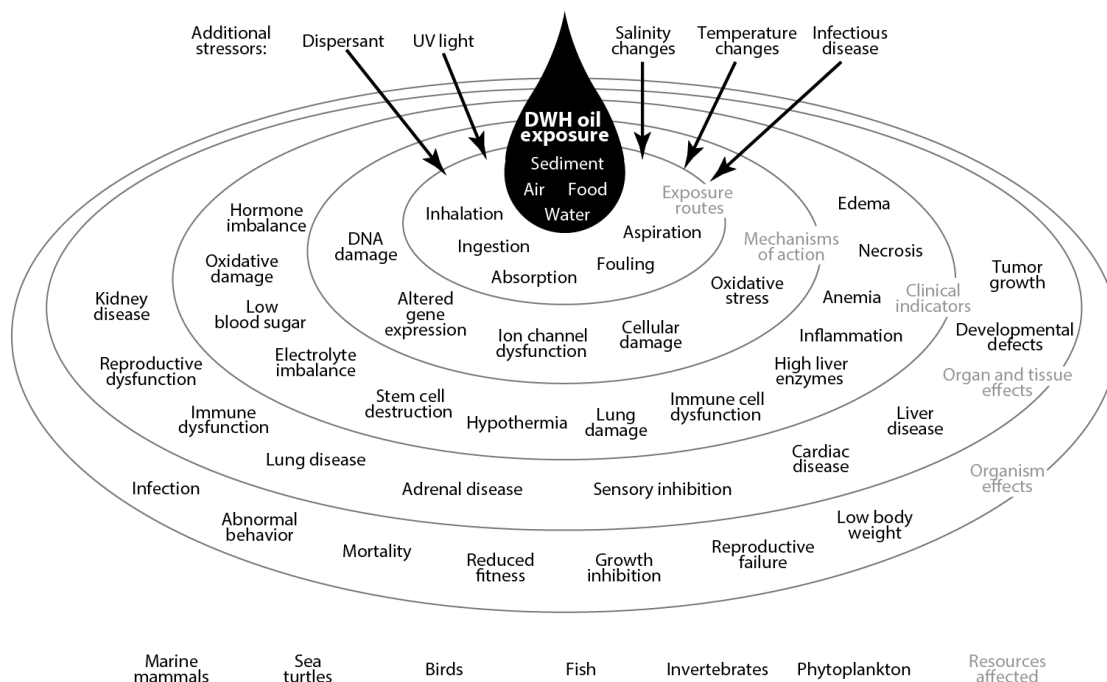 Additional
stressors:
Dispersant
UV light
Salinity
changes
Temperature
changes
Infectious
disease
DWH oil
exposure
Sediment
Air
Food
Water
Exposure
routes
Inhalation
Ingestion
Absorption
Fouling
Aspiration
Mechanisms
of action
DNA
damage
Altered
gene
expression
Ion channel
dysfunction
Cellular
damage
Oxidative
stress
Clinical
indicators
Hormone
imbalance
Oxidative
damage
Low
blood sugar
Electrolyte
imbalance
Stem cell
destruction
Hypothermia
Lung
damage
Immune cell
dysfunction
High liver
enzymes
Inflammation
Anemia
Necrosis
Edema
Organ and tissue
effects
Kidney
disease
Reproductive
dysfunction
Immune
dysfunction
Lung disease
Adrenal disease
Sensory inhibition
Cardiac
disease
Liver
disease
Developmental
defects
Tumor
growth
Organism
effects
Infection
Abnormal
behavior
Mortality
Reduced
fitness
Growth
inhibition
Reproductive
failure
Low body
weight
Marine
mammals
Sea
turtles
Birds
Fish
Invertebrates
Phytoplankton
Resources
affected